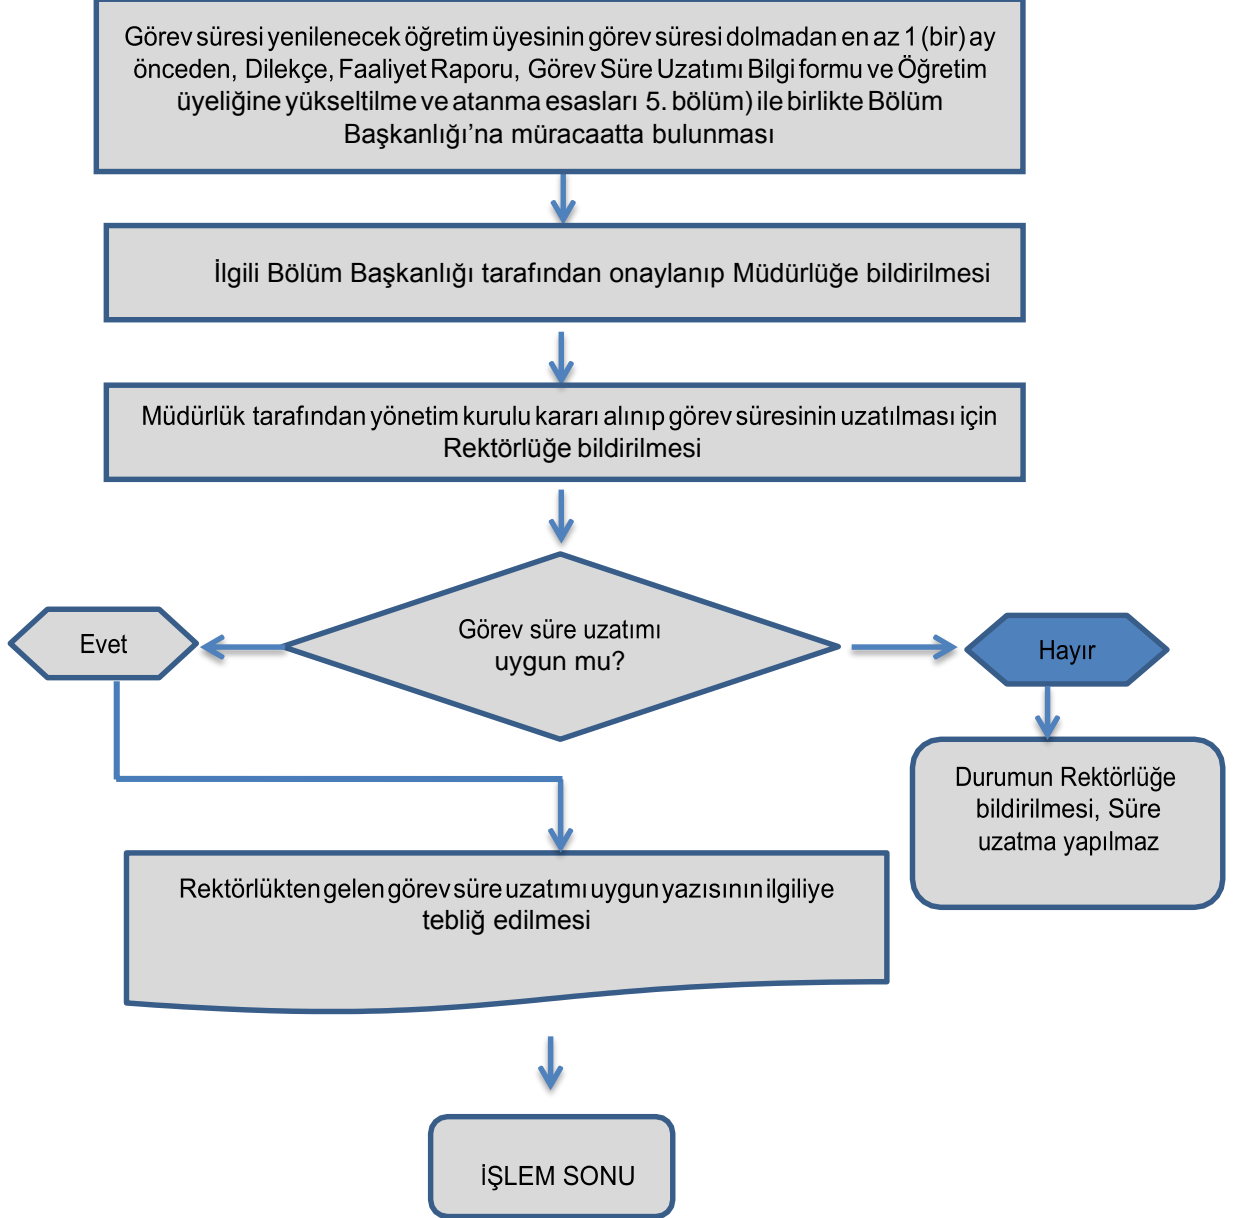 Görev süresi yenilenecek öğretim üyesinin görev süresi dolmadan en az 1 (bir) ay
önceden, Dilekçe, Faaliyet Raporu, Görev Süre Uzatımı Bilgi formu ve Öğretim
üyeliğine yükseltilme ve atanma esasları 5. bölüm) ile birlikte Bölüm
Başkanlığı’na müracaatta bulunması
İlgili Bölüm Başkanlığı tarafından onaylanıp Müdürlüğe bildirilmesi
Müdürlük tarafından yönetim kurulu kararı alınıp görev süresinin uzatılması için
Rektörlüğe bildirilmesi
Görev süre uzatımı
uygun mu?
Evet
Hayır
Durumun Rektörlüğe
bildirilmesi, Süre
uzatma yapılmaz
Rektörlükten gelen görev süre uzatımı uygun yazısının ilgiliye
tebliğ edilmesi
İŞLEM SONU